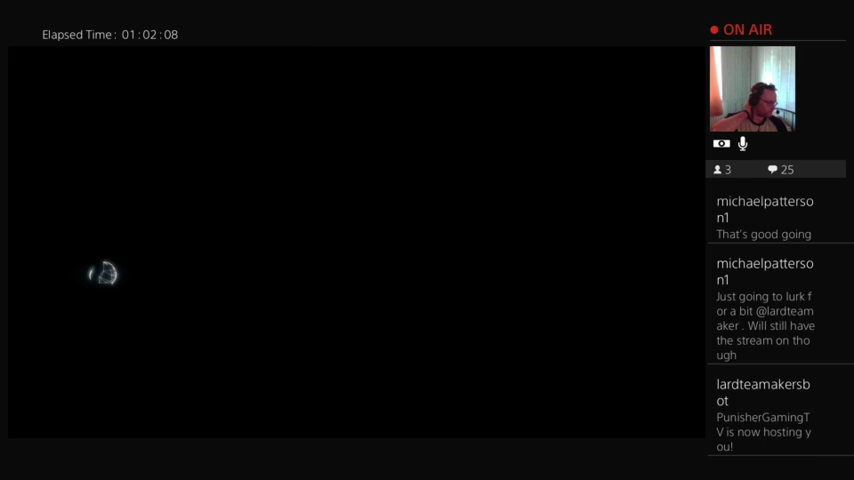 Elapsed Time: 01:02:08
ON AIR
3 25
michaelpatterso
n1
That's good going
michaelpatterso
n1
Just going to lurk f
or a bit @lardteam
aker . Will still have
the stream on tho
ugh
lardteamakersb
ot
PunisherGamingT
V is now hosting y
ou!